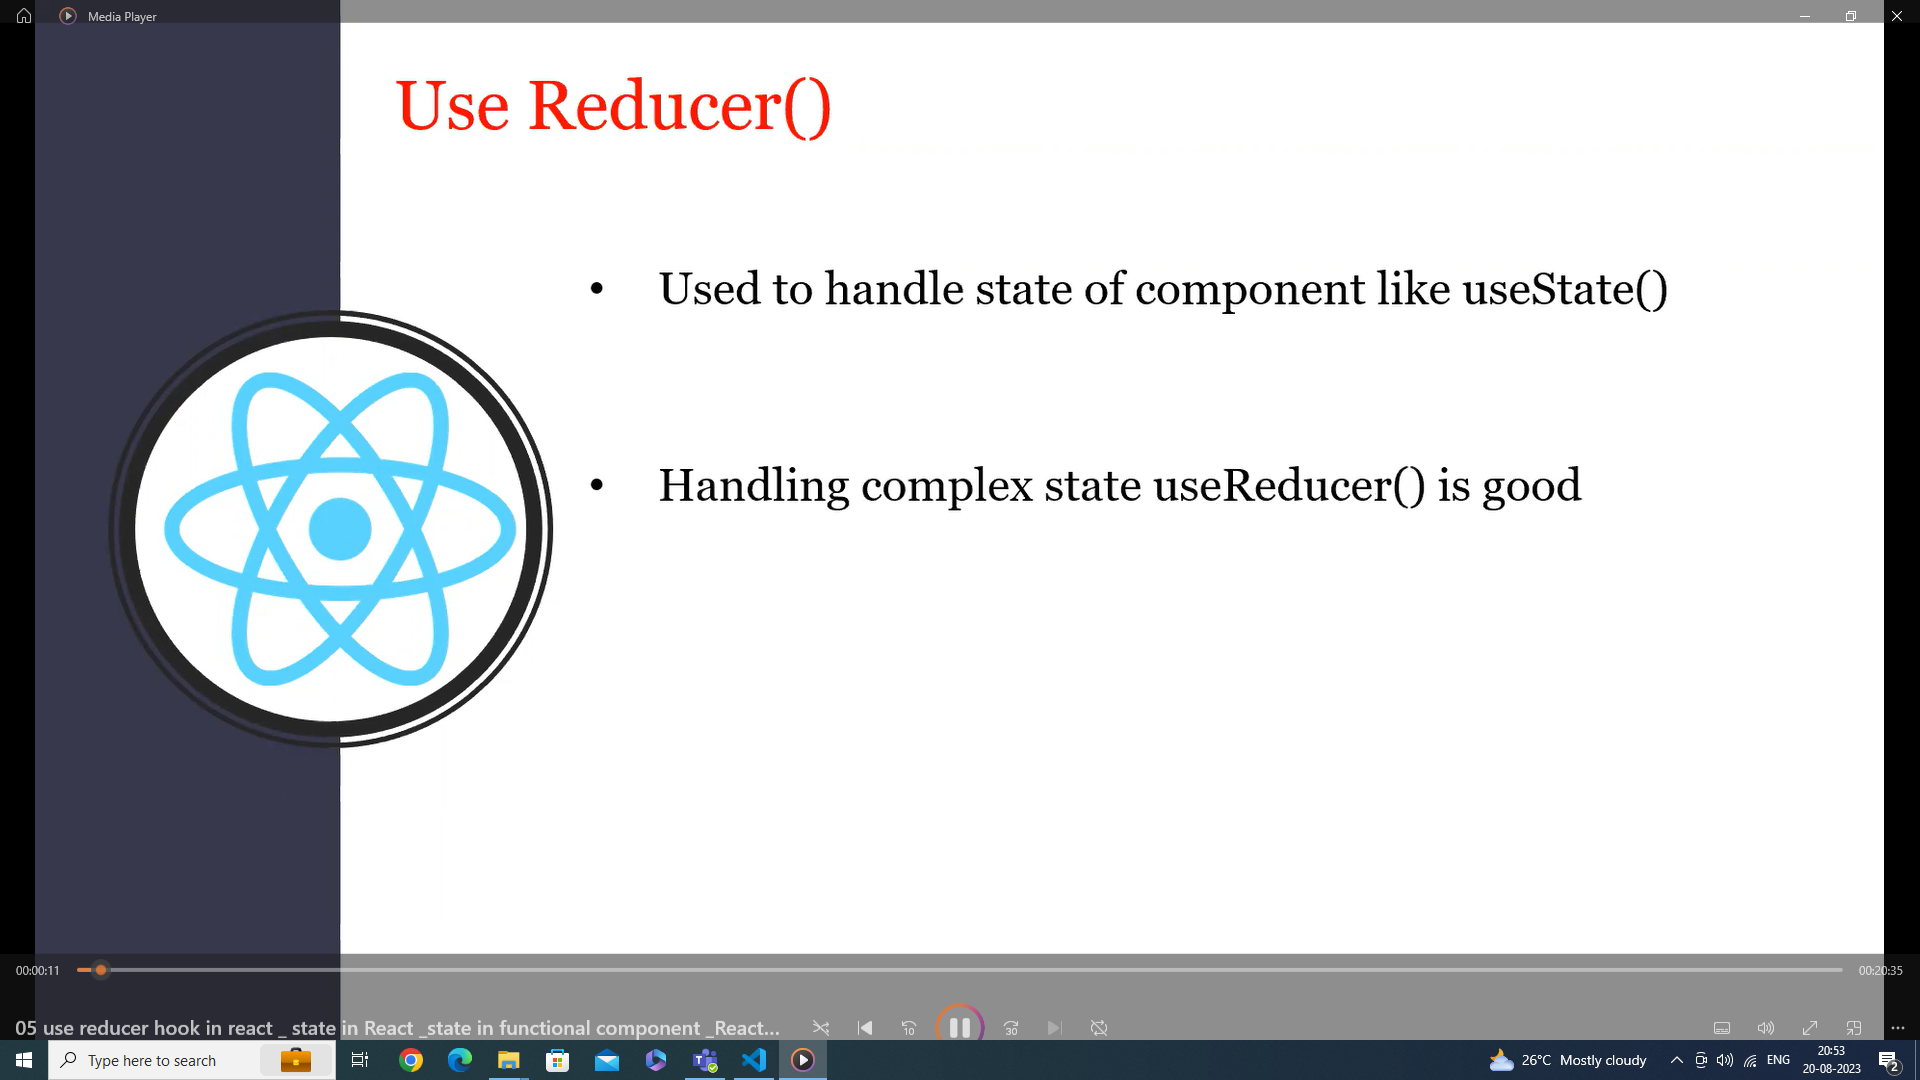 Media Player
Use Reducer()
• Used to handle state of component like useState()
• Handling complex state useReducer() is good
00:00:11
00:20:35
05 use reducer hook in react _ state in React _state in functional component _React...
10
30
Type here to search
26°C Mostly cloudy
ENG
20:53
20-08-2023
2